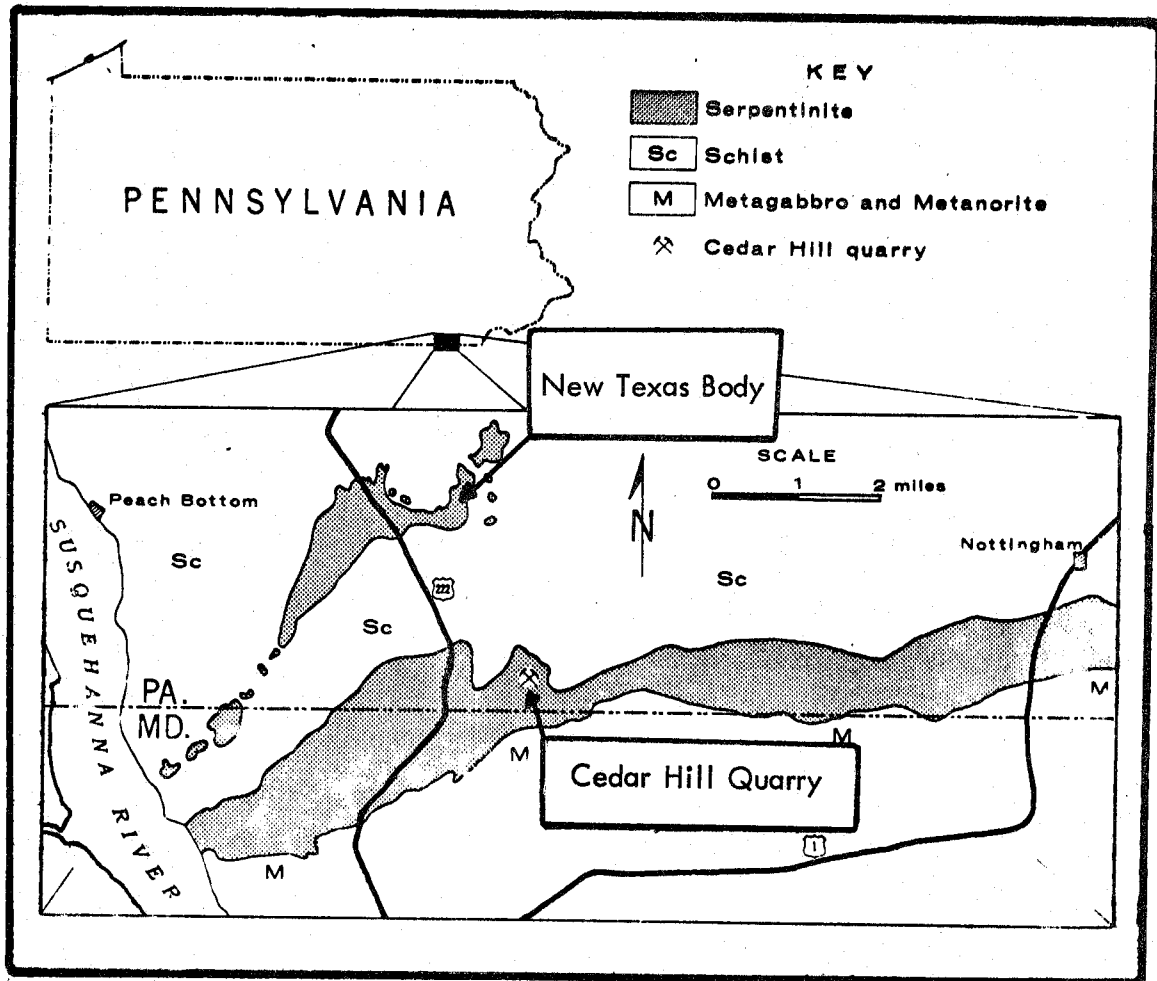 KEY
Serpentinite
Sc Schist
M Metagabbro and Metanorite
Cedar Hill quarry
PENNSYLVANIA
New Texas Body
SCALE
0 1 2 miles
N
Peach Bottom
Nottingham
Sc
Sc
222
Sc
SUSQUEHANNA RIVER
PA.
MD.
M
M
M
Cedar Hill Quarry
1
M